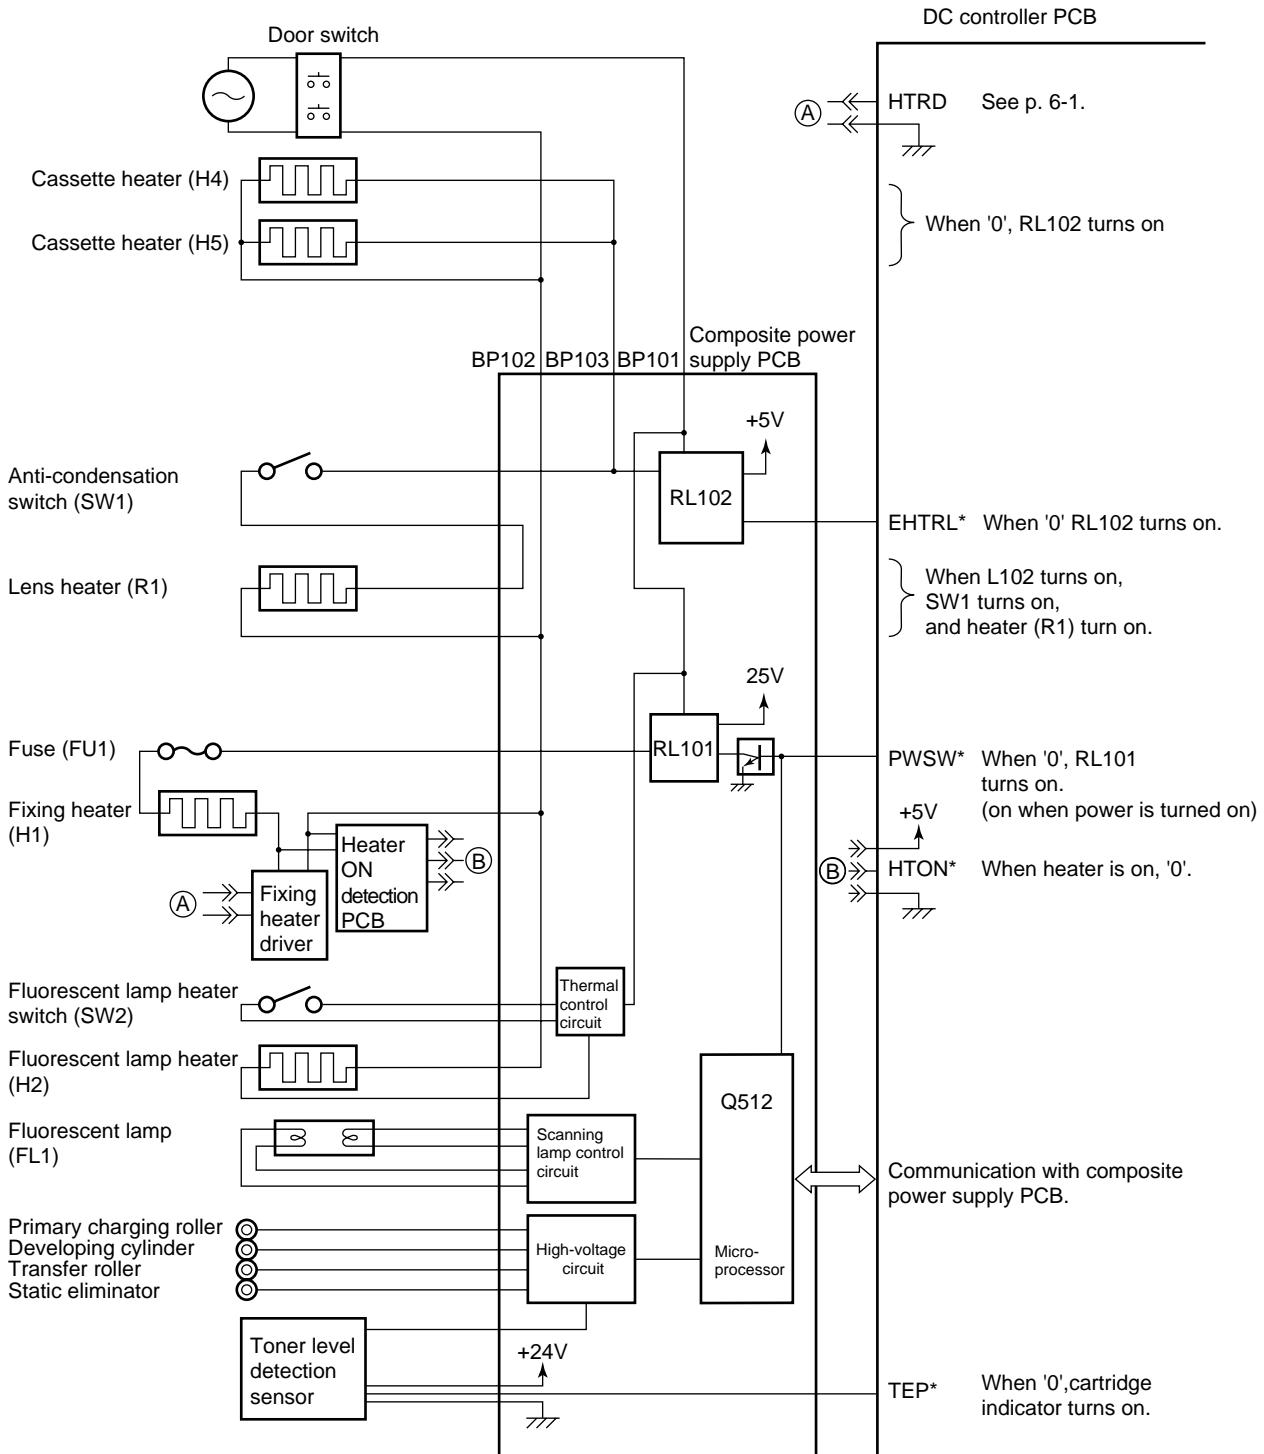 DC controller PCB
Door switch
A
HTRD See p. 6-1.
Cassette heater (H4)
When '0', RL102 turns on
Cassette heater (H5)
Composite power
supply PCB
BP102
BP103
BP101
+5V
Anti-condensation
switch (SW1)
RL102
EHTRL* When '0' RL102 turns on.
Lens heater (R1)
When L102 turns on,
SW1 turns on,
and heater (R1) turn on.
25V
Fuse (FU1)
RL101
PWSW* When '0', RL101
turns on.
(on when power is turned on)
Fixing heater
(H1)
+5V
Heater
ON
detection
PCB
B
B
HTON* When heater is on, '0'.
A
Fixing
heater
driver
Fluorescent lamp heater
switch (SW2)
Thermal
control
circuit
Fluorescent lamp heater
(H2)
Q512
Fluorescent lamp
(FL1)
Scanning
lamp control
circuit
Communication with composite
power supply PCB.
Primary charging roller
Developing cylinder
Transfer roller
Static eliminator
High-voltage
circuit
Micro-
processor
Toner level
detection
sensor
+24V
TEP* When '0',cartridge
indicator turns on.